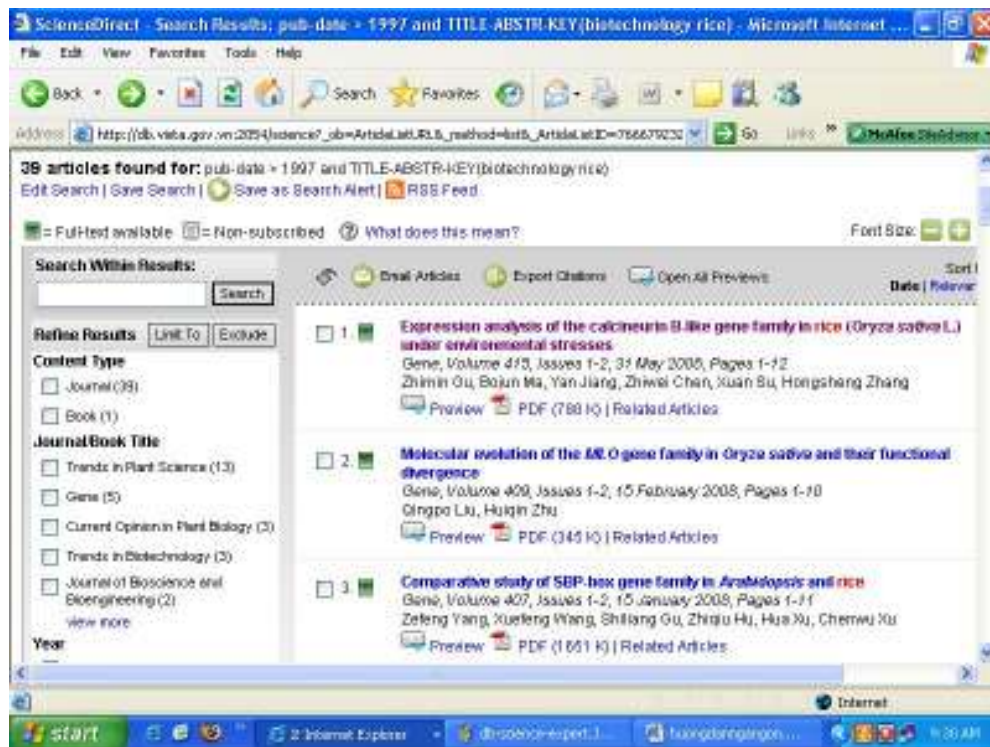 ScienceDirect - Search Results: pub-date > 1997 and TITLE-ABSTR-KEY(biotechnology rice) - Microsoft Internet ...
File Edit View Favorites Tools Help
Back Search Favorites
Address http://db.vista.gov.vn:2054/science?_ob=ArticleListURL&_method=list&_ArticleListID=766679232 Go Links » McAfee SiteAdvisor
39 articles found for: pub-date > 1997 and TITLE-ABSTR-KEY(biotechnology rice)
Edit Search | Save Search | Save as Search Alert | RSS Feed
= Full-text available = Non-subscribed What does this mean? Font Size:
Search Within Results:
Search
Email Articles Export Citations Open All Previews
Sort
Date | Relevan
Refine Results Limit To Exclude
Content Type
Journal (39)
Book (1)
Journal/Book Title
Trends in Plant Science (13)
Gene (5)
Current Opinion in Plant Biology (3)
Trends in Biotechnology (3)
Journal of Bioscience and
Bioengineering (2)
view more
Year
1. Expression analysis of the calcineurin B-like gene family in rice (Oryza sativa L.)
under environmental stresses
Gene, Volume 415, Issues 1-2, 31 May 2008, Pages 1-12
Zhimin Gu, Bojun Ma, Yan Jiang, Zhiwei Chen, Xuan Su, Hongsheng Zhang
Preview PDF (788 K) | Related Articles
2. Molecular evolution of the MLO gene family in Oryza sativa and their functional
divergence
Gene, Volume 409, Issues 1-2, 15 February 2008, Pages 1-10
Qingpo Liu, Huiqin Zhu
Preview PDF (345 K) | Related Articles
3. Comparative study of SBP-box gene family in Arabidopsis and rice
Gene, Volume 407, Issues 1-2, 15 January 2008, Pages 1-11
Zefeng Yang, Xuefeng Wang, Shiliang Gu, Zhiqiu Hu, Hua Xu, Chenwu Xu
Preview PDF (1651 K) | Related Articles
Internet
start 2 Internet Explorer